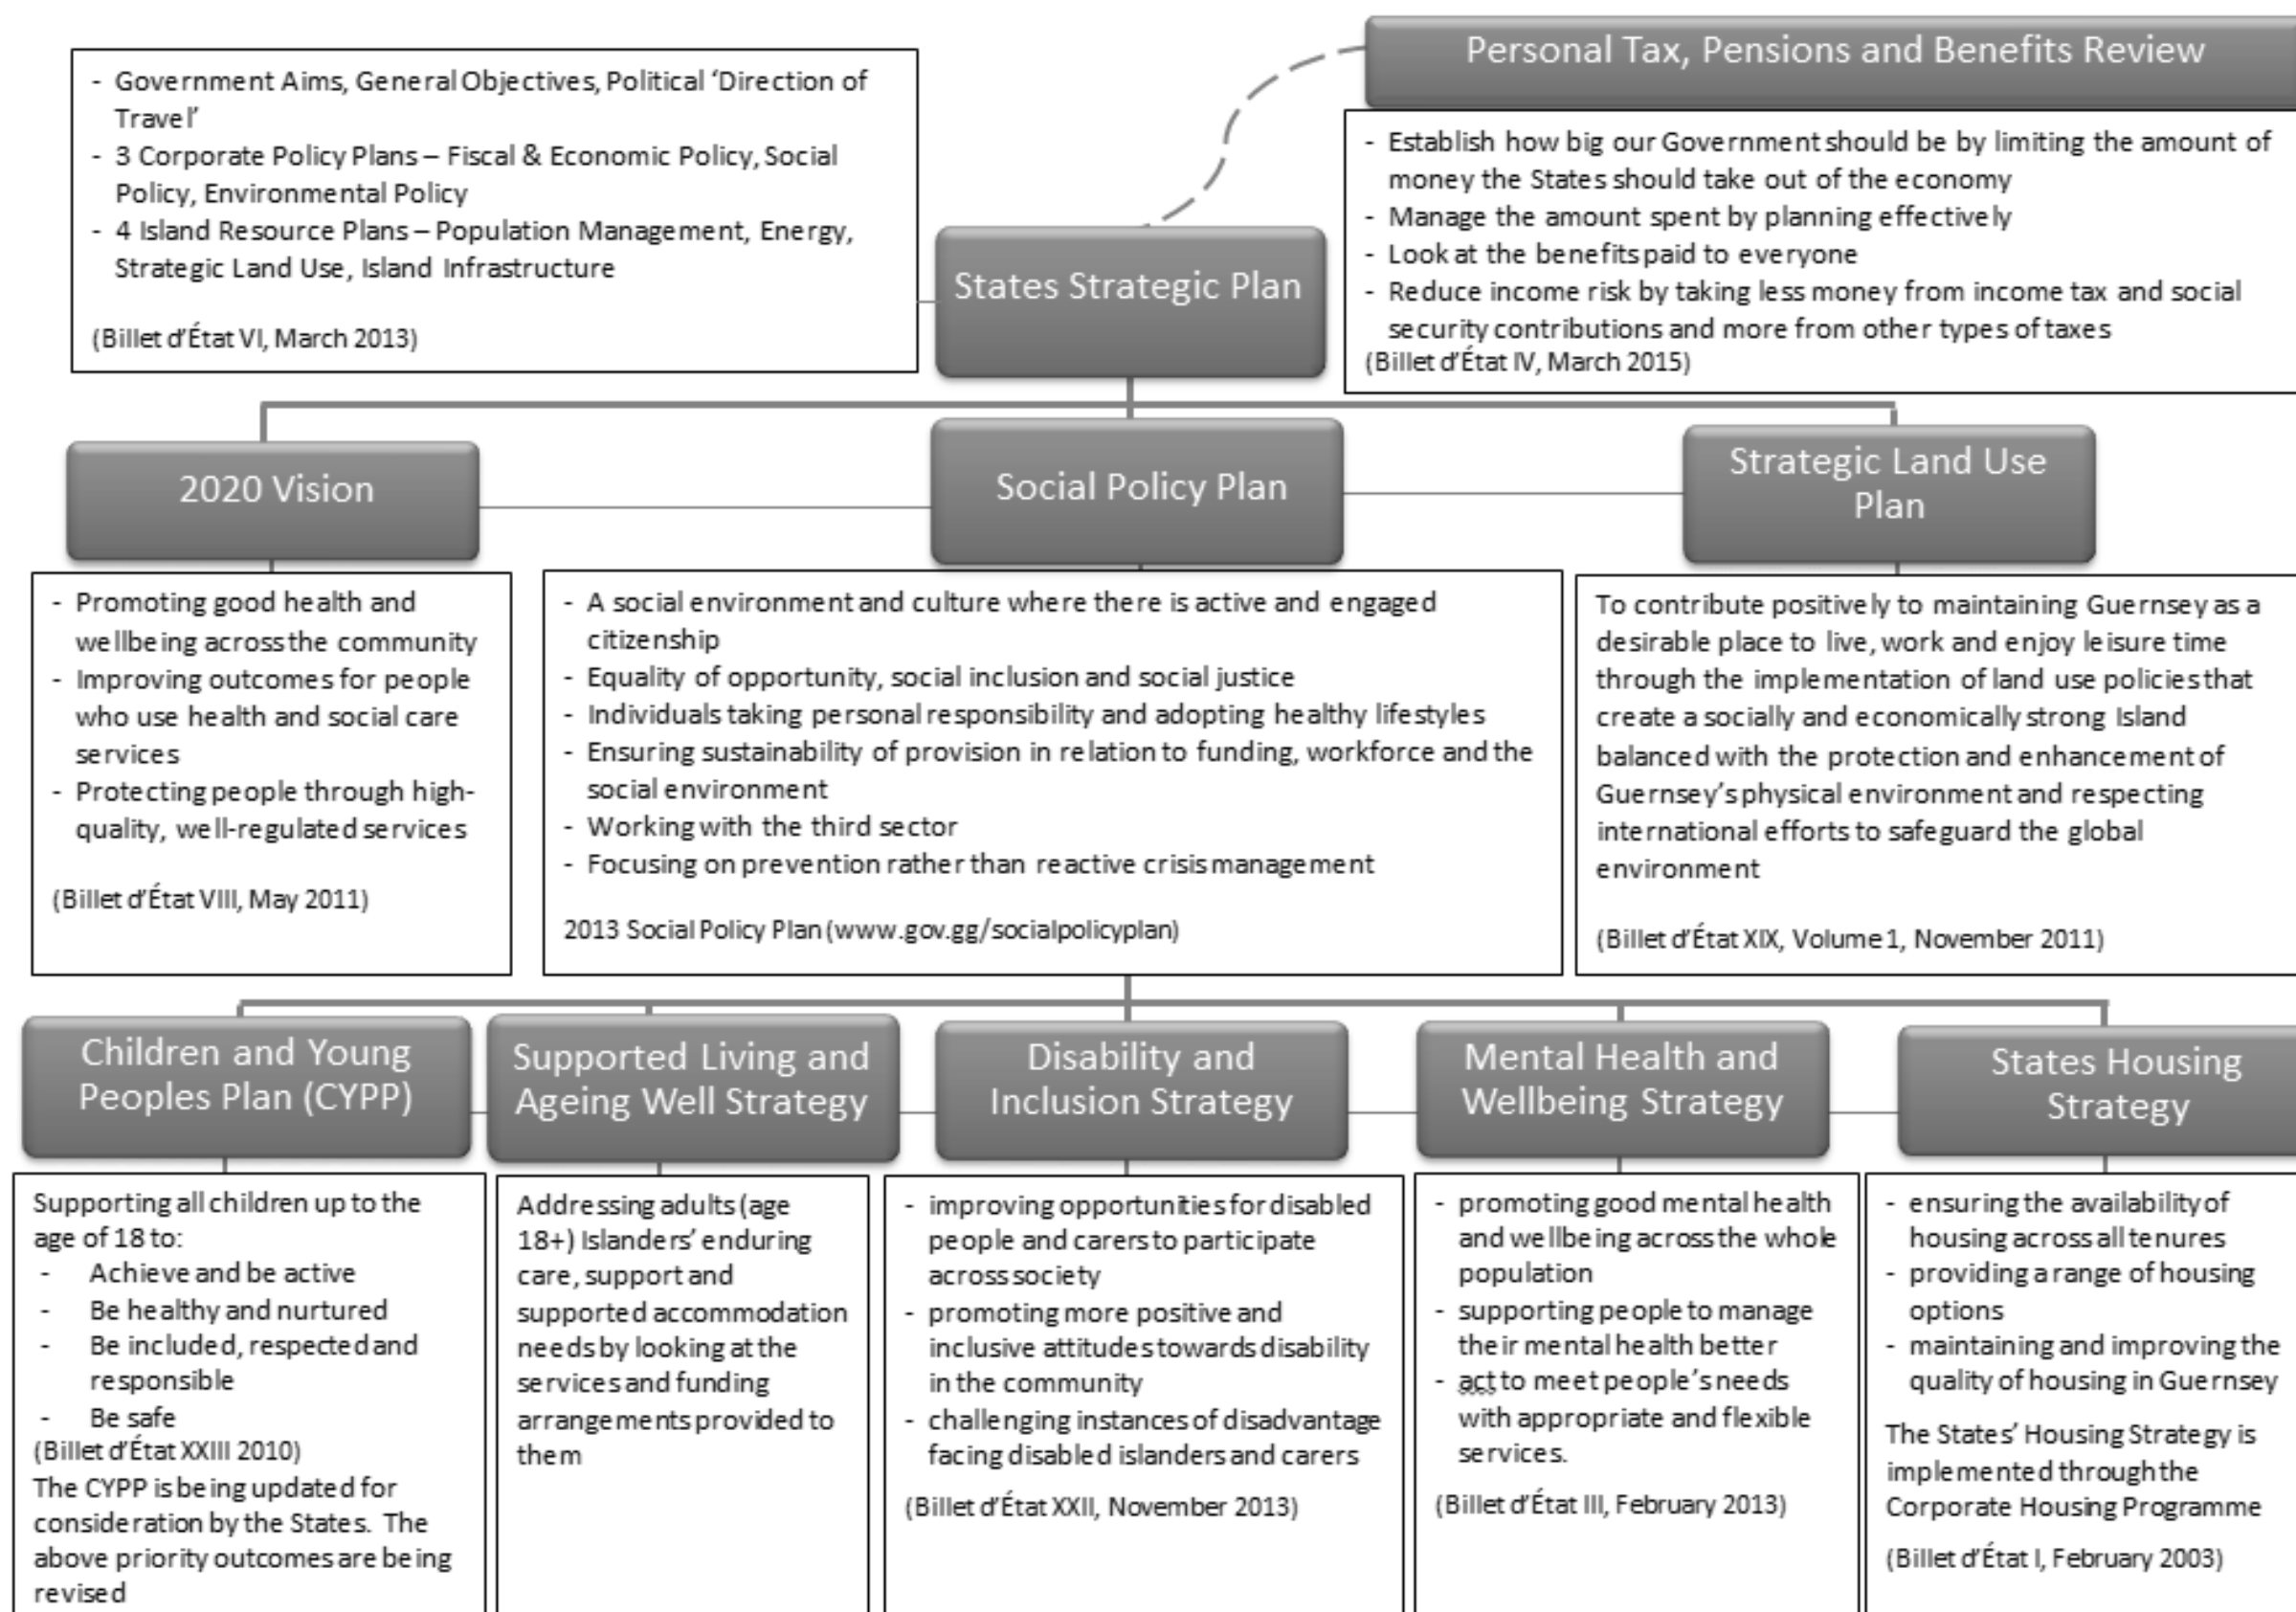 - Government Aims, General Objectives, Political ‘Direction of
Travel’
- 3 Corporate Policy Plans – Fiscal & Economic Policy, Social
Policy, Environmental Policy
- 4 Island Resource Plans – Population Management, Energy,
Strategic Land Use, Island Infrastructure
(Billet d’État VI, March 2013)
Personal Tax, Pensions and Benefits Review
- Establish how big our Government should be by limiting the amount of
money the States should take out of the economy
- Manage the amount spent by planning effectively
- Look at the benefits paid to everyone
- Reduce income risk by taking less money from income tax and social
security contributions and more from other types of taxes
(Billet d’État IV, March 2015)
States Strategic Plan
2020 Vision
- Promoting good health and
wellbeing across the community
- Improving outcomes for people
who use health and social care
services
- Protecting people through high-
quality, well-regulated services
(Billet d’État VIII, May 2011)
Social Policy Plan
- A social environment and culture where there is active and engaged
citizenship
- Equality of opportunity, social inclusion and social justice
- Individuals taking personal responsibility and adopting healthy lifestyles
- Ensuring sustainability of provision in relation to funding, workforce and the
social environment
- Working with the third sector
- Focusing on prevention rather than reactive crisis management
2013 Social Policy Plan (www.gov.gg/socialpolicyplan)
Strategic Land Use
Plan
To contribute positively to maintaining Guernsey as a
desirable place to live, work and enjoy leisure time
through the implementation of land use policies that
create a socially and economically strong Island
balanced with the protection and enhancement of
Guernsey’s physical environment and respecting
international efforts to safeguard the global
environment
(Billet d’État XIX, Volume 1, November 2011)
Children and Young
Peoples Plan (CYPP)
Supporting all children up to the
age of 18 to:
- Achieve and be active
- Be healthy and nurtured
- Be included, respected and
responsible
- Be safe
(Billet d’État XXIII 2010)
The CYPP is being updated for
consideration by the States. The
above priority outcomes are being
revised
Supported Living and
Ageing Well Strategy
Addressing adults (age
18+) Islanders’ enduring
care, support and
supported accommodation
needs by looking at the
services and funding
arrangements provided to
them
Disability and
Inclusion Strategy
- improving opportunities for disabled
people and carers to participate
across society
- promoting more positive and
inclusive attitudes towards disability
in the community
- challenging instances of disadvantage
facing disabled islanders and carers
(Billet d’État XXII, November 2013)
Mental Health and
Wellbeing Strategy
- promoting good mental health
and wellbeing across the whole
population
- supporting people to manage
their mental health better
- act to meet people’s needs
with appropriate and flexible
services.
(Billet d’État III, February 2013)
States Housing
Strategy
- ensuring the availability of
housing across all tenures
- providing a range of housing
options
- maintaining and improving the
quality of housing in Guernsey
The States’ Housing Strategy is
implemented through the
Corporate Housing Programme
(Billet d’État I, February 2003)